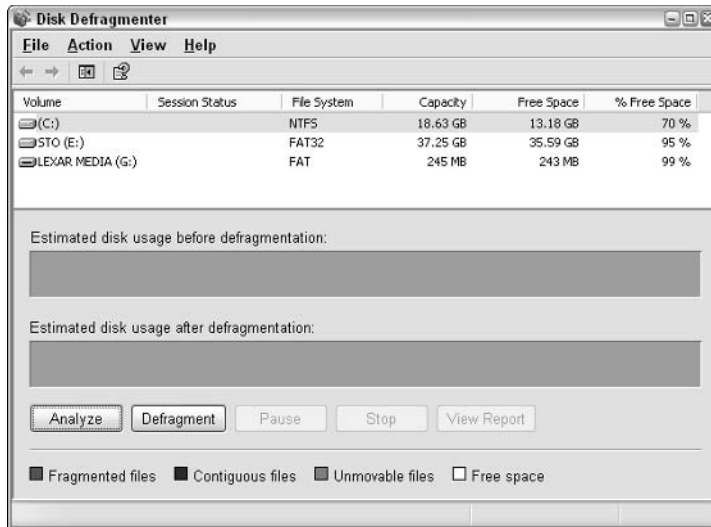 Disk Defragmenter
File Action View Help
Volume Session Status File System Capacity Free Space % Free Space
(C:) NTFS 18.63 GB 13.18 GB 70 %
STO (E:) FAT32 37.25 GB 35.59 GB 95 %
LEXAR MEDIA (G:) FAT 245 MB 243 MB 99 %
Estimated disk usage before defragmentation:
Estimated disk usage after defragmentation:
Analyze Defragment Pause Stop View Report
Fragmented files Contiguous files Unmovable files Free space